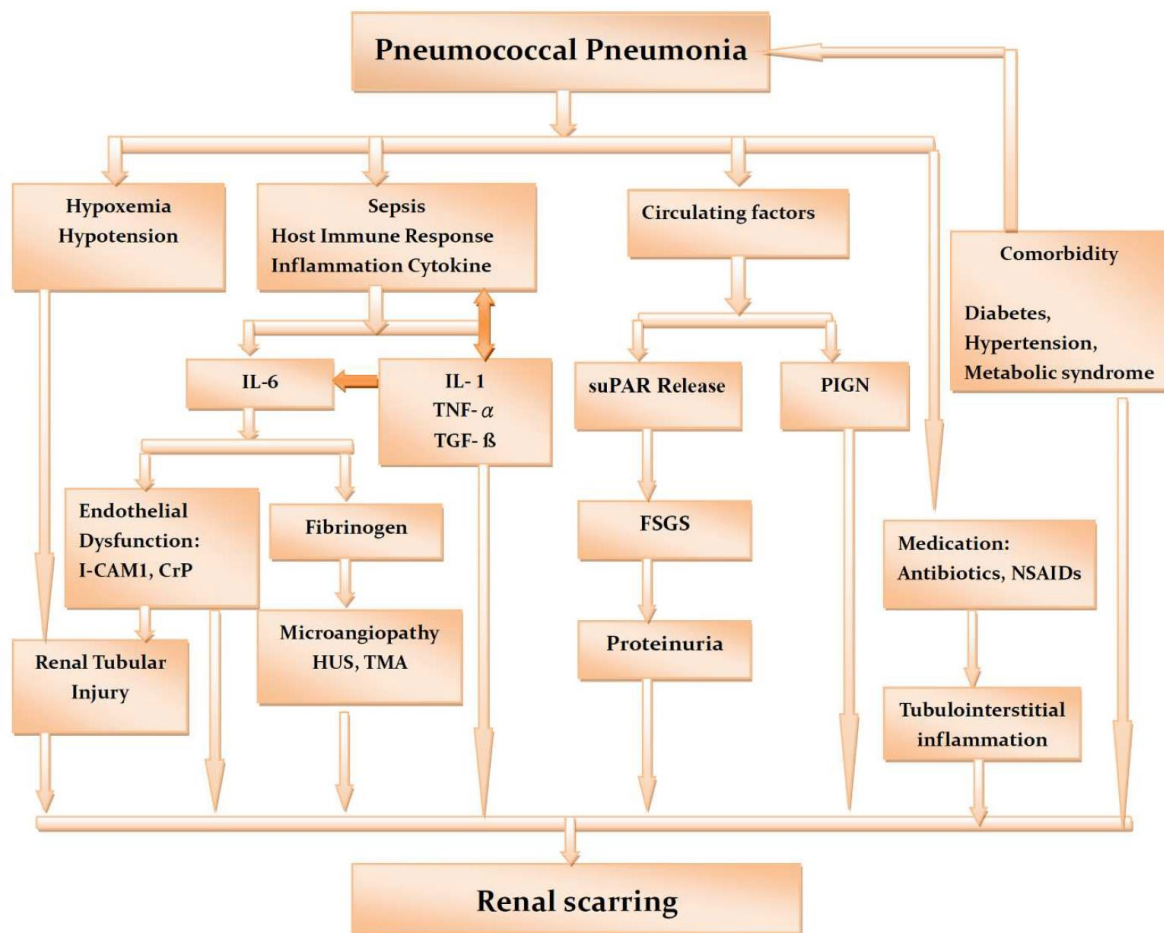 Pneumococcal Pneumonia
Hypoxemia
Hypotension
Sepsis
Host Immune Response
Inflammation Cytokine
Circulating factors
Comorbidity
Diabetes,
Hypertension,
Metabolic syndrome
IL-6
IL- 1
TNF- α
TGF- ß
suPAR Release
PIGN
Endothelial
Dysfunction:
I-CAM1, CrP
Fibrinogen
FSGS
Medication:
Antibiotics, NSAIDs
Renal Tubular
Injury
Microangiopathy
HUS, TMA
Proteinuria
Tubulointerstitial
inflammation
Renal scarring